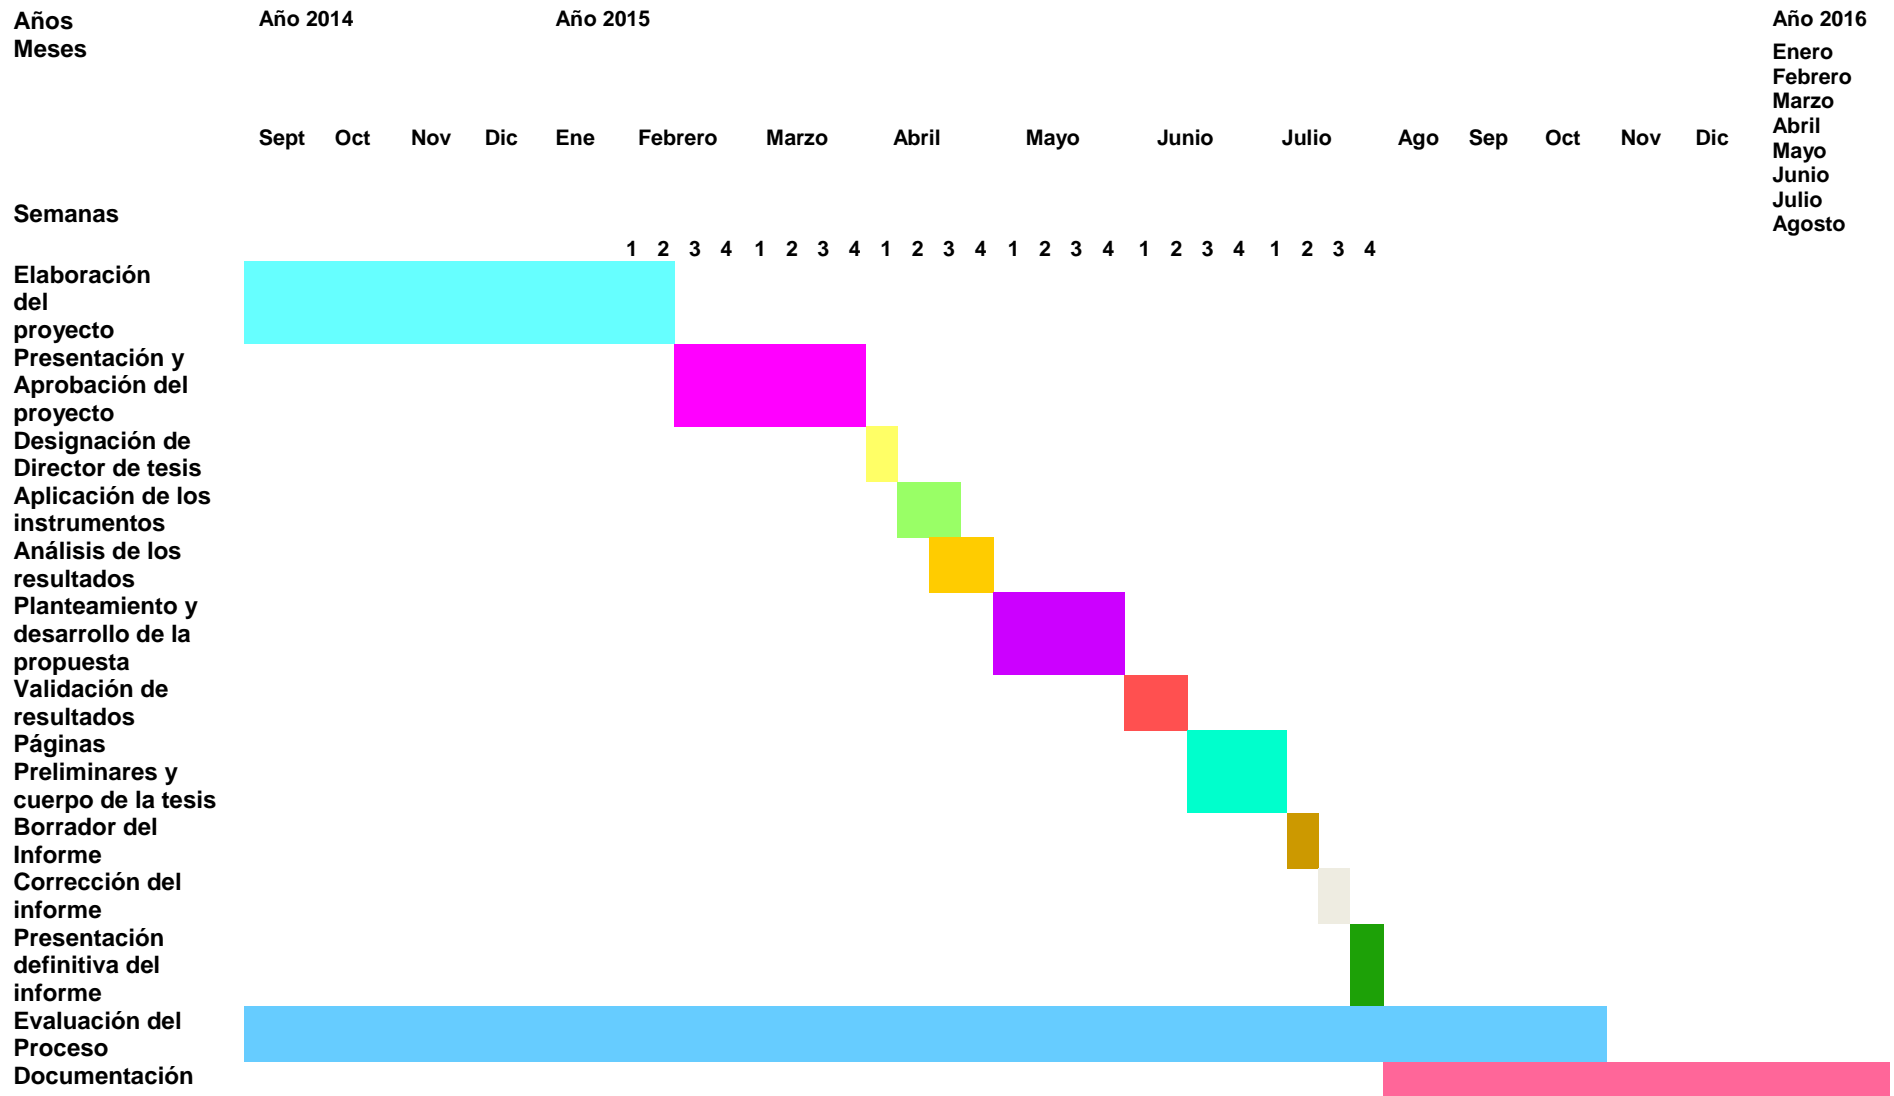 Años Año 2014 Año 2015 Año 2016
Meses
Enero
Febrero
Marzo
Abril
Mayo
Junio
Julio
Agosto
Sept Oct Nov Dic Ene Febrero Marzo Abril Mayo Junio Julio Ago Sep Oct Nov Dic
Semanas
1 2 3 4 1 2 3 4 1 2 3 4 1 2 3 4 1 2 3 4 1 2 3 4
Elaboración
del
proyecto
Presentación y
Aprobación del
proyecto
Designación de
Director de tesis
Aplicación de los
instrumentos
Análisis de los
resultados
Planteamiento y
desarrollo de la
propuesta
Validación de
resultados
Páginas
Preliminares y
cuerpo de la tesis
Borrador del
Informe
Corrección del
informe
Presentación
definitiva del
informe
Evaluación del
Proceso
Documentación